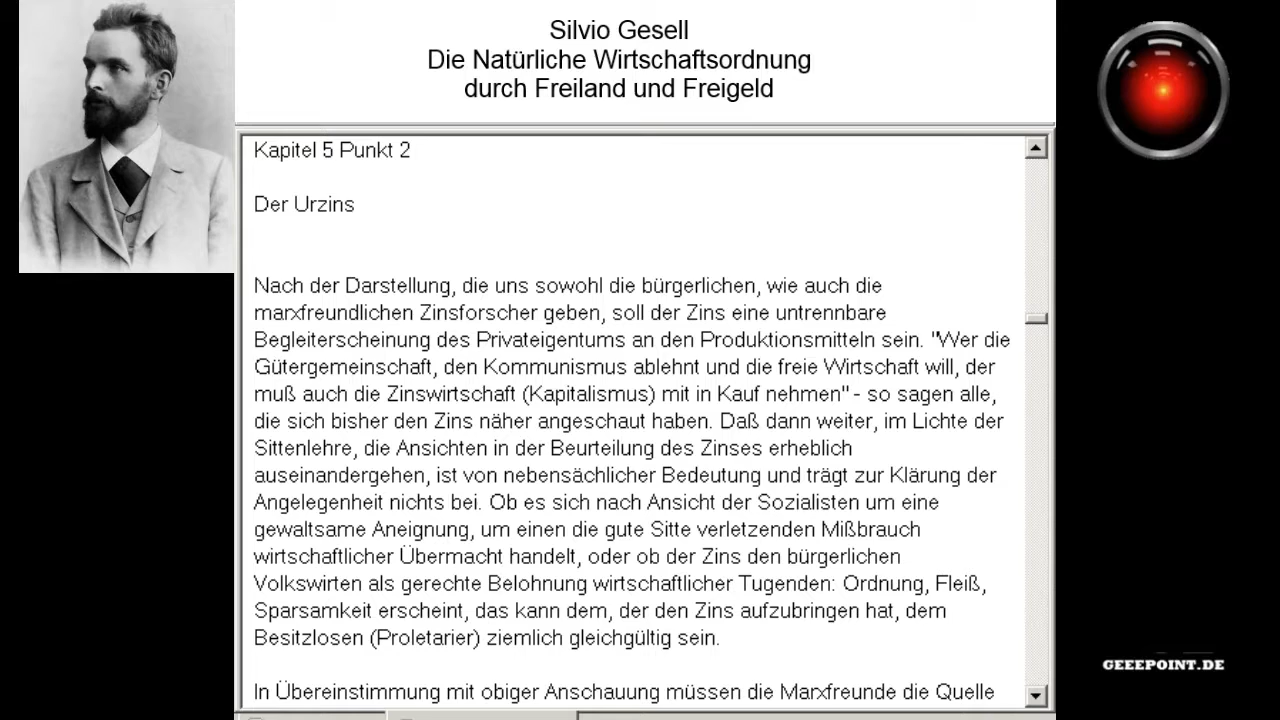 Silvio Gesell
Die Natürliche Wirtschaftsordnung
durch Freiland und Freigeld
Kapitel 5 Punkt 2
Der Urzins
Nach der Darstellung, die uns sowohl die bürgerlichen, wie auch die
marxfreundlichen Zinsforscher geben, soll der Zins eine untrennbare
Begleiterscheinung des Privateigentums an den Produktionsmitteln sein. "Wer die
Gütergemeinschaft, den Kommunismus ablehnt und die freie Wirtschaft will, der
muß auch die Zinswirtschaft (Kapitalismus) mit in Kauf nehmen" - so sagen alle,
die sich bisher den Zins näher angeschaut haben. Daß dann weiter, im Lichte der
Sittenlehre, die Ansichten in der Beurteilung des Zinses erheblich
auseinandergehen, ist von nebensächlicher Bedeutung und trägt zur Klärung der
Angelegenheit nichts bei. Ob es sich nach Ansicht der Sozialisten um eine
gewaltsame Aneignung, um einen die gute Sitte verletzenden Mißbrauch
wirtschaftlicher Übermacht handelt, oder ob der Zins den bürgerlichen
Volkswirten als gerechte Belohnung wirtschaftlicher Tugenden: Ordnung, Fleiß,
Sparsamkeit erscheint, das kann dem, der den Zins aufzubringen hat, dem
Besitzlosen (Proletarier) ziemlich gleichgültig sein.
In Übereinstimmung mit obiger Anschauung müssen die Marxfreunde die Quelle
GEEEPOINT.DE